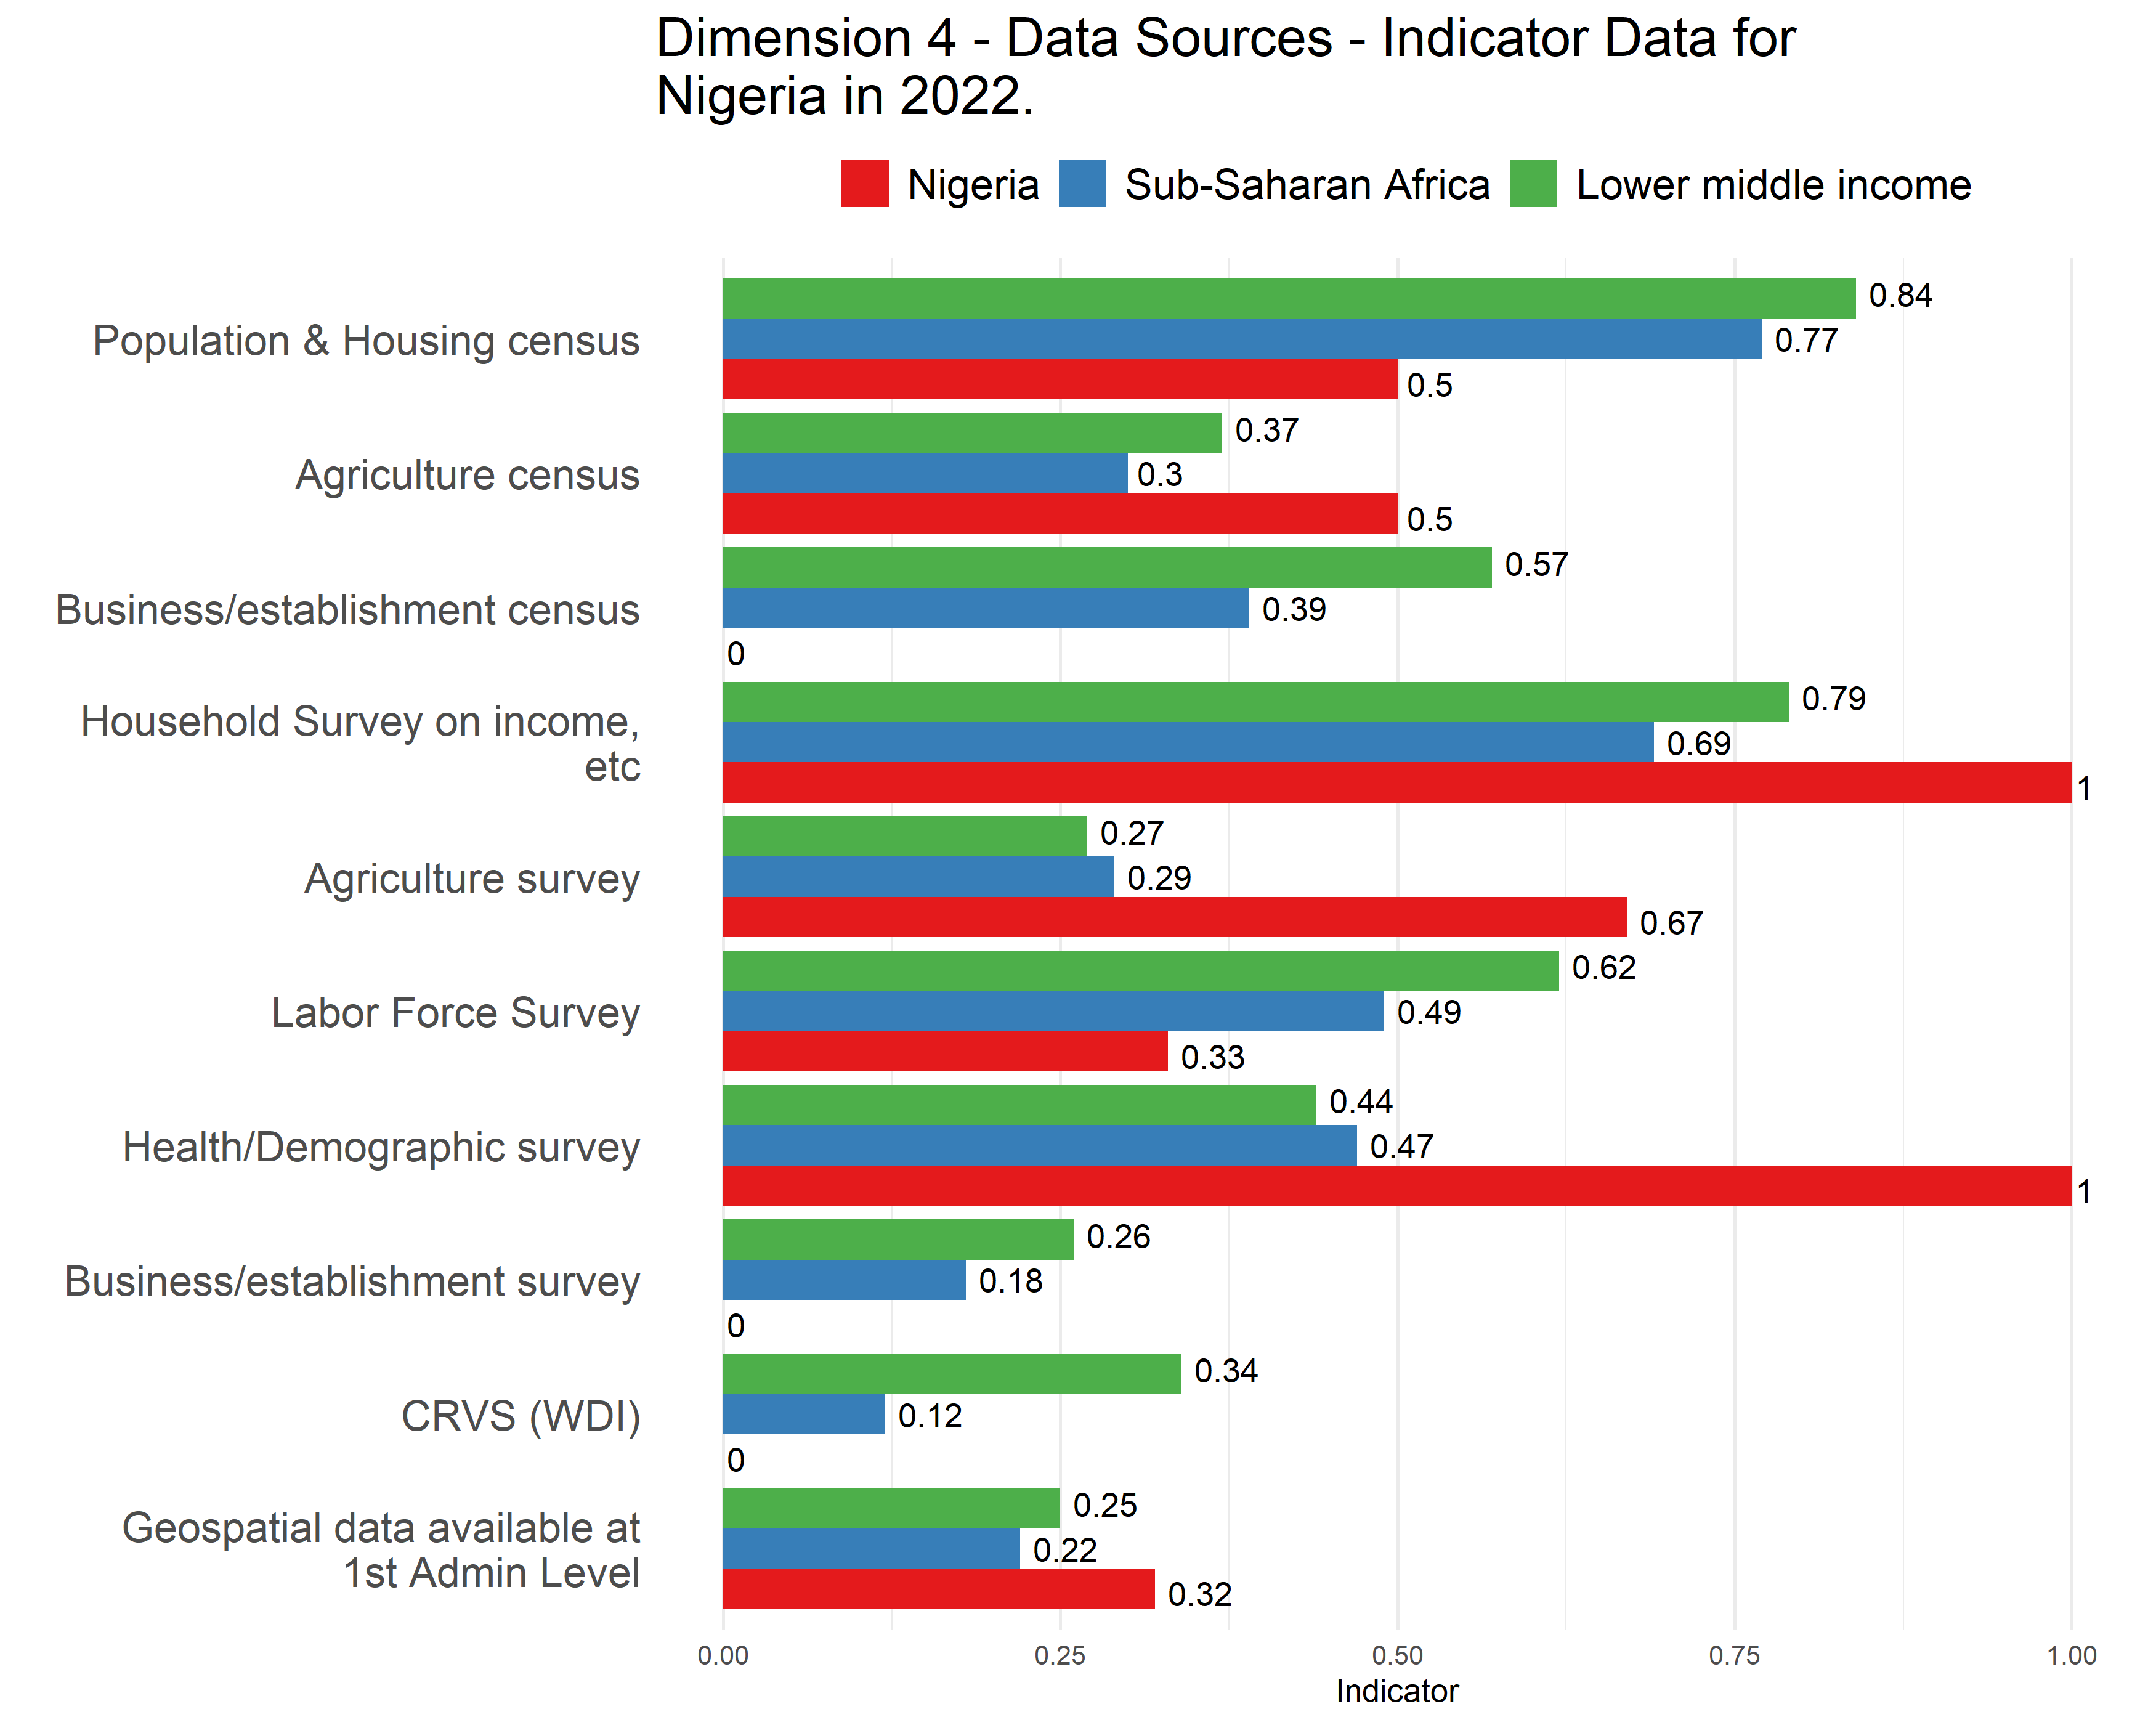 Dimension 4 - Data Sources - Indicator Data for
Nigeria in 2022.
Nigeria
Sub-Saharan Africa
Lower middle income
Population & Housing census
0.84
0.77
0.5
Agriculture census
0.37
0.3
0.5
Business/establishment census
0.57
0.39
0
Household Survey on income,
etc
0.79
0.69
1
Agriculture survey
0.27
0.29
0.67
Labor Force Survey
0.62
0.49
0.33
Health/Demographic survey
0.44
0.47
1
Business/establishment survey
0.26
0.18
0
CRVS (WDI)
0.34
0.12
0
Geospatial data available at
1st Admin Level
0.25
0.22
0.32
0.00
0.25
0.50
0.75
1.00
Indicator